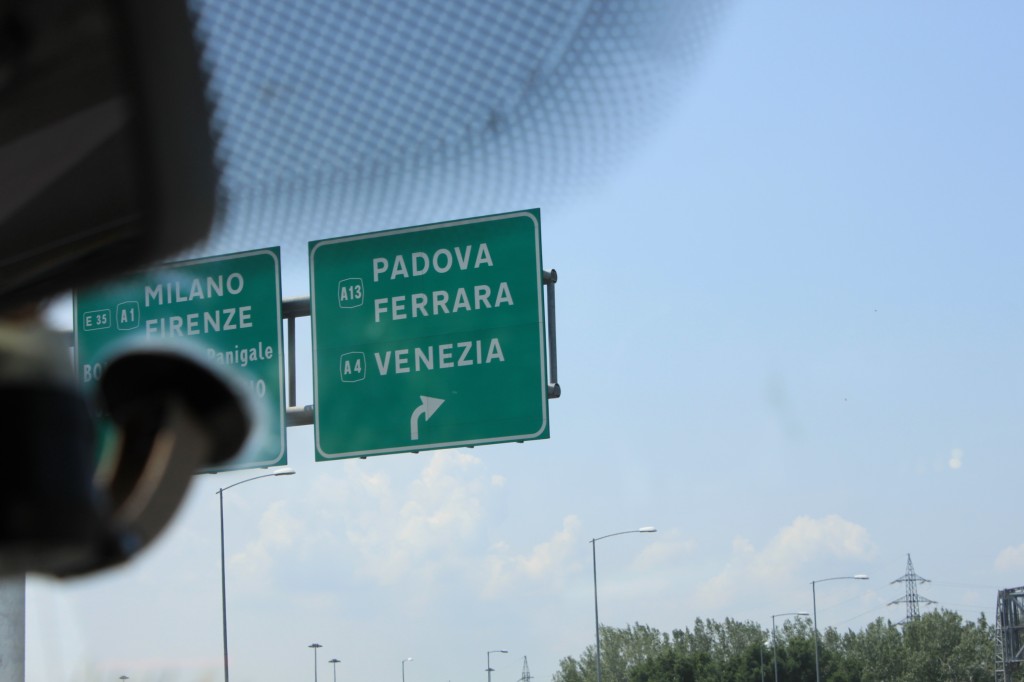 E 35 A1 MILANO
FIRENZE
Panigale
A13 PADOVA
FERRARA
A4 VENEZIA